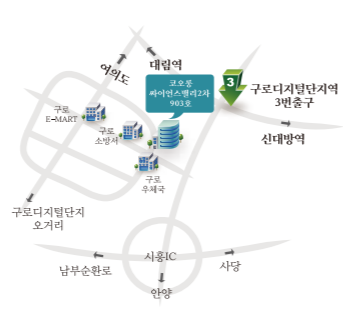 대림역
여의도
코오롱
싸이언스밸리2차
903호
3
구로디지털단지역
3번출구
구로
E-MART
구로
소방서
신대방역
구로
우체국
구로디지털단지
오거리
시흥IC
사당
남부순환로
안양